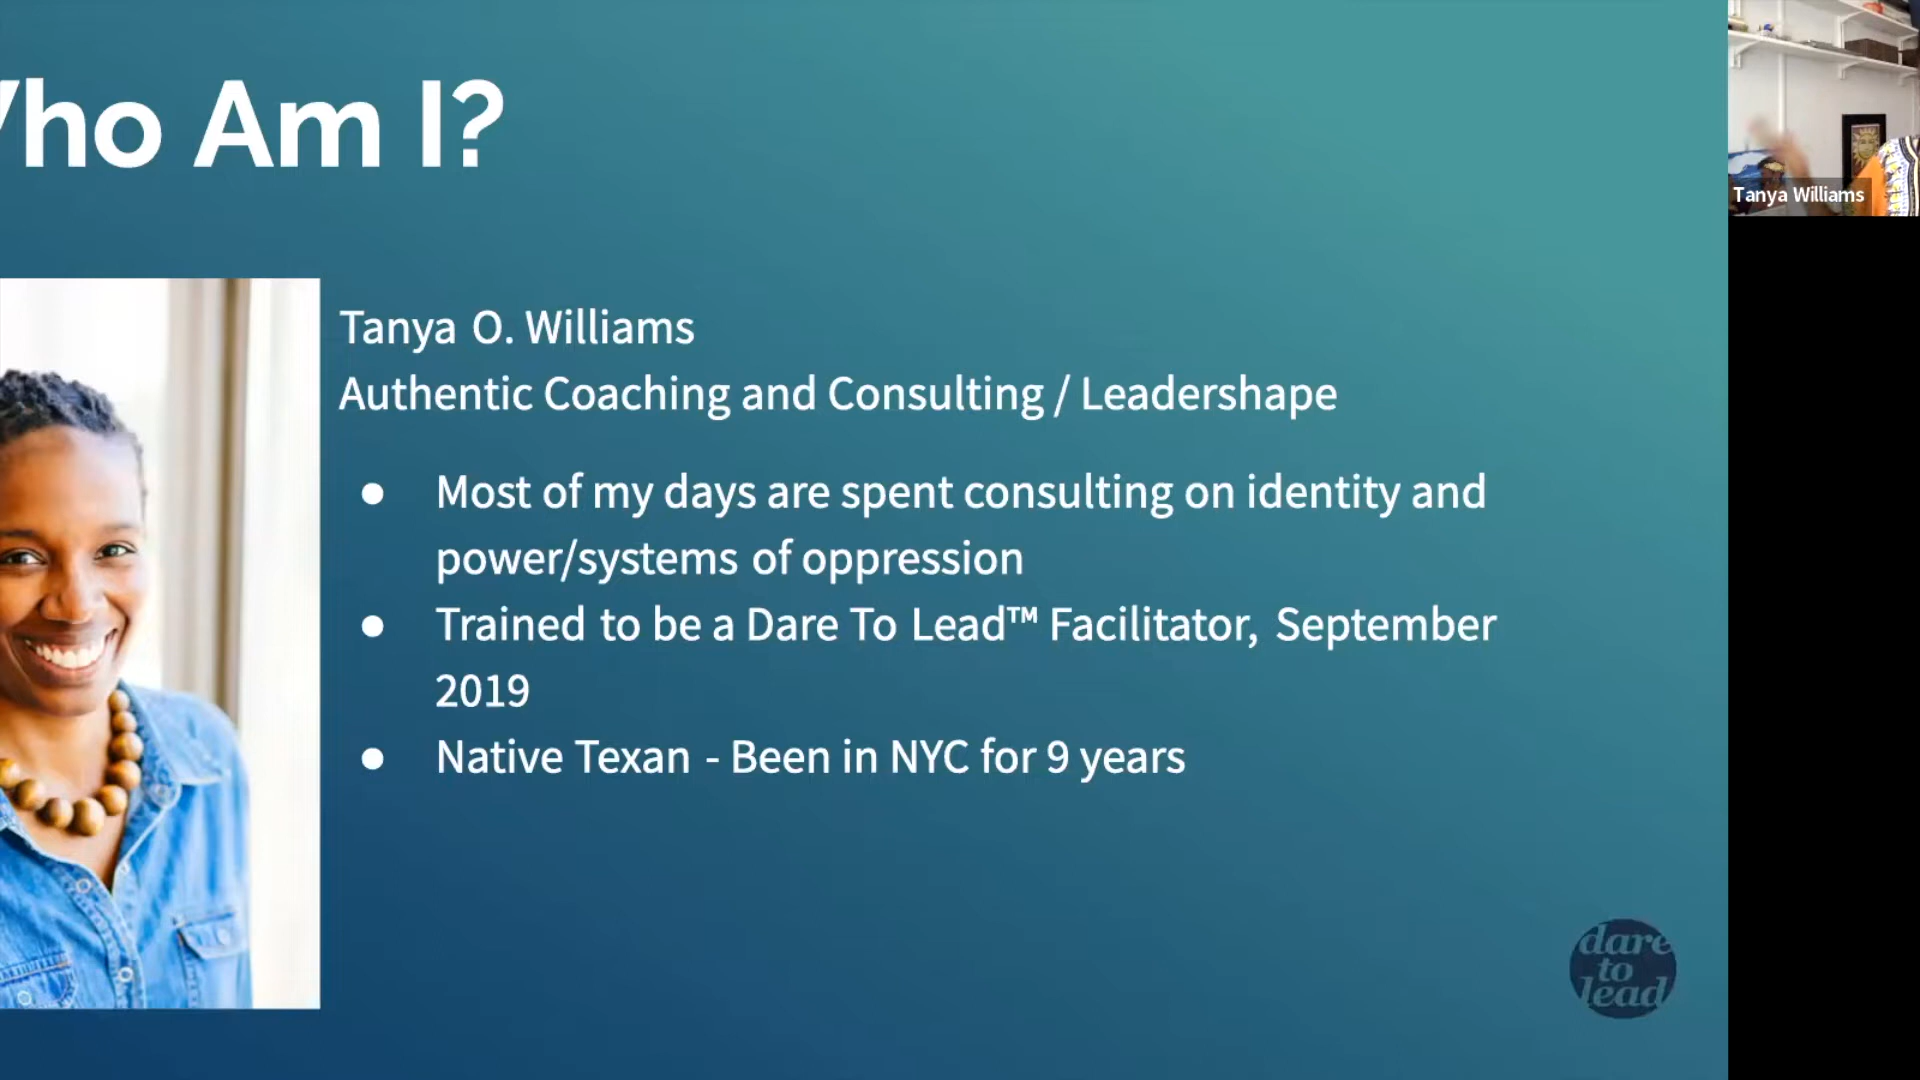 Who Am I?
Tanya Williams
Tanya O. Williams
Authentic Coaching and Consulting / Leadershape
● Most of my days are spent consulting on identity and
power/systems of oppression
● Trained to be a Dare To Lead™ Facilitator, September
2019
● Native Texan - Been in NYC for 9 years
dare
to
lead